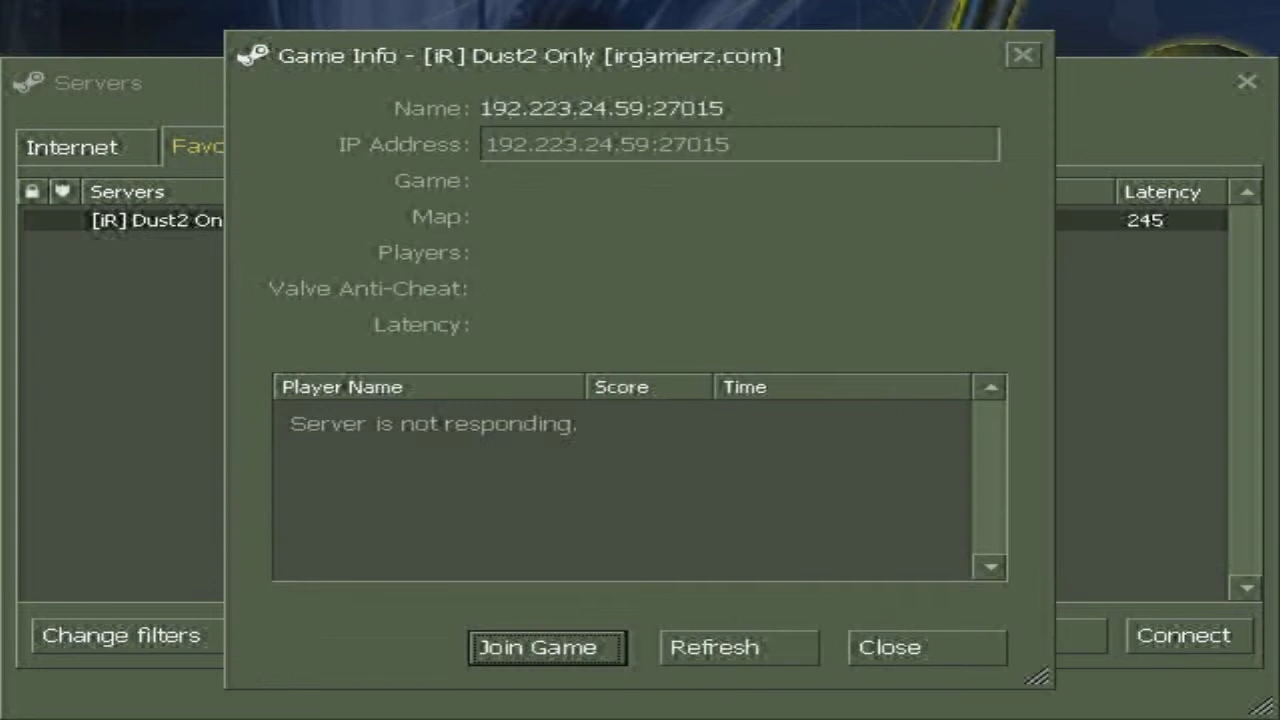 Game Info - [iR] Dust2 Only [irgamerz.com]
Servers
Name: 192.223.24.59:27015
Internet
IP Address: 192.223.24.59:27015
Game:
Map:
Players:
Valve Anti-Cheat:
Latency:
Servers
Latency
[iR] Dust2 On
245
Player Name Score Time
Server is not responding.
Change filters
Join Game Refresh Close
Connect